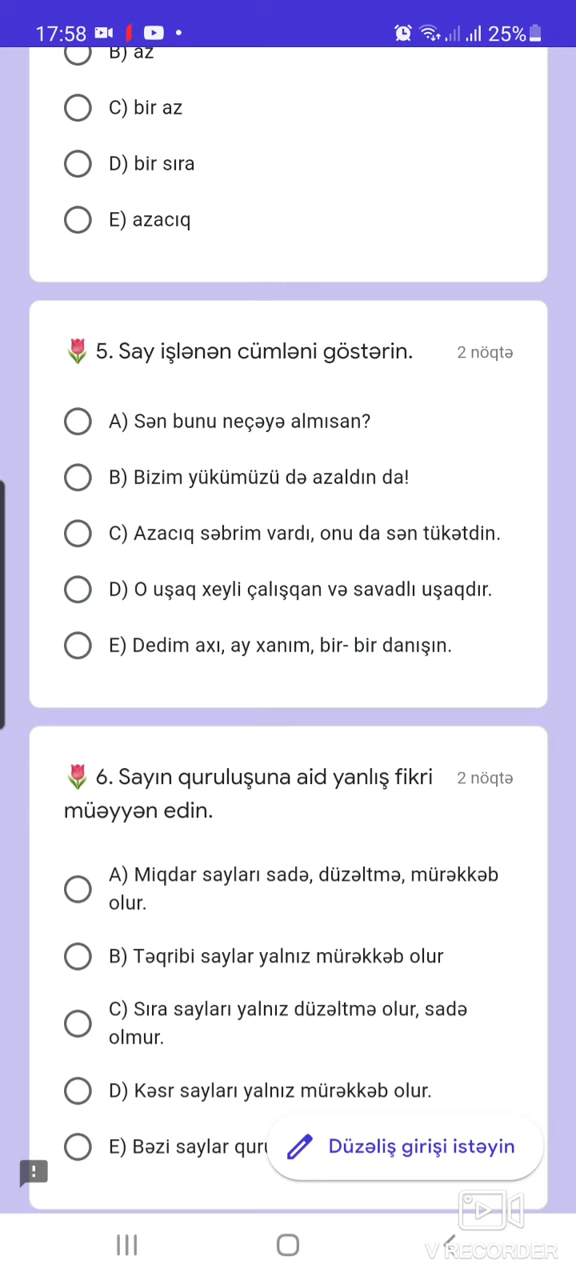 17:58
25%
B) az
C) bir az
D) bir sıra
E) azacıq
5. Say işlənən cümləni göstərin. 2 nöqtə
A) Sən bunu neçəyə almısan?
B) Bizim yükümüzü də azaldın da!
C) Azacıq səbrim vardı, onu da sən tükətdin.
D) O uşaq xeyli çalışqan və savadlı uşaqdır.
E) Dedim axı, ay xanım, bir- bir danışın.
6. Sayın quruluşuna aid yanlış fikri 2 nöqtə
müəyyən edin.
A) Miqdar sayları sadə, düzəltmə, mürəkkəb
olur.
B) Təqribi saylar yalnız mürəkkəb olur
C) Sıra sayları yalnız düzəltmə olur, sadə
olmur.
D) Kəsr sayları yalnız mürəkkəb olur.
E) Bəzi saylar
Düzəliş girişi istəyin
V RECORDER